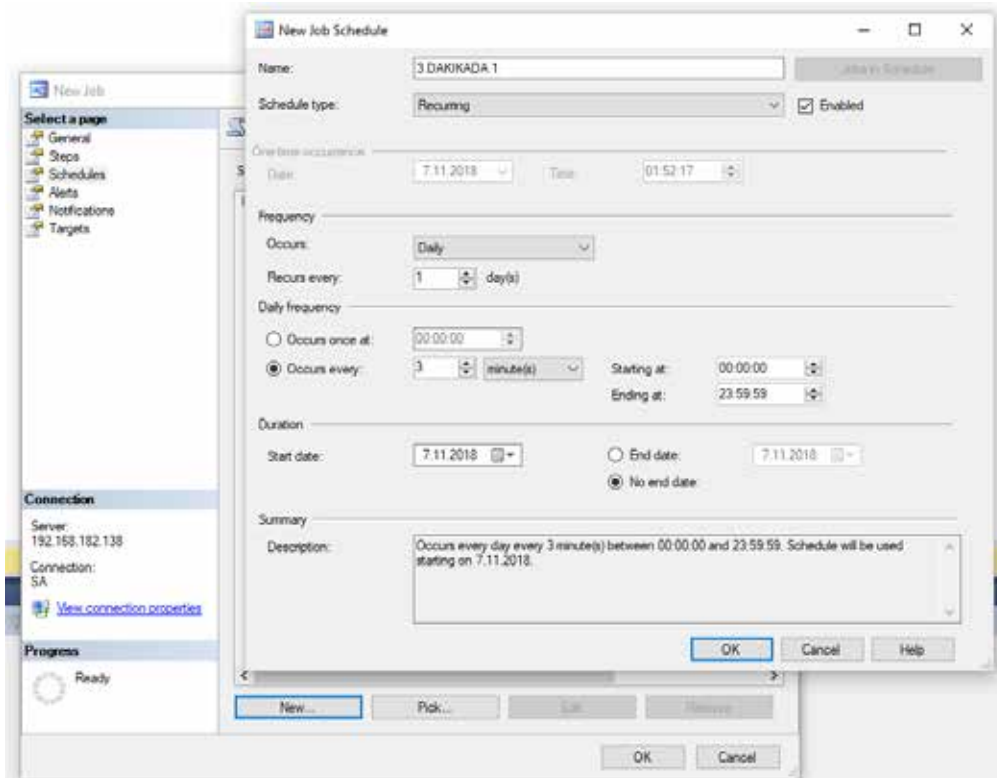 New Job Schedule
Name: 3 DAKIKADA 1 Jobs in Schedule
Schedule type: Recurring Enabled
One-time occurrence
Date: 7.11.2018 Time: 01:52:17
Frequency
Occurs: Daily
Recurs every: 1 day(s)
Daily frequency
Occurs once at: 00:00:00
Occurs every: 3 minute(s) Starting at: 00:00:00
Ending at: 23:59:59
Duration
Start date: 7.11.2018 End date: 7.11.2018
No end date:
Summary
Description: Occurs every day every 3 minute(s) between 00:00:00 and 23:59:59. Schedule will be used
starting on 7.11.2018.
OK Cancel Help
New Job
Select a page
General
Steps
Schedules
Alerts
Notifications
Targets
Connection
Server:
192.168.182.138
Connection:
SA
View connection properties
Progress
Ready
New... Pick... Edit Remove
OK Cancel